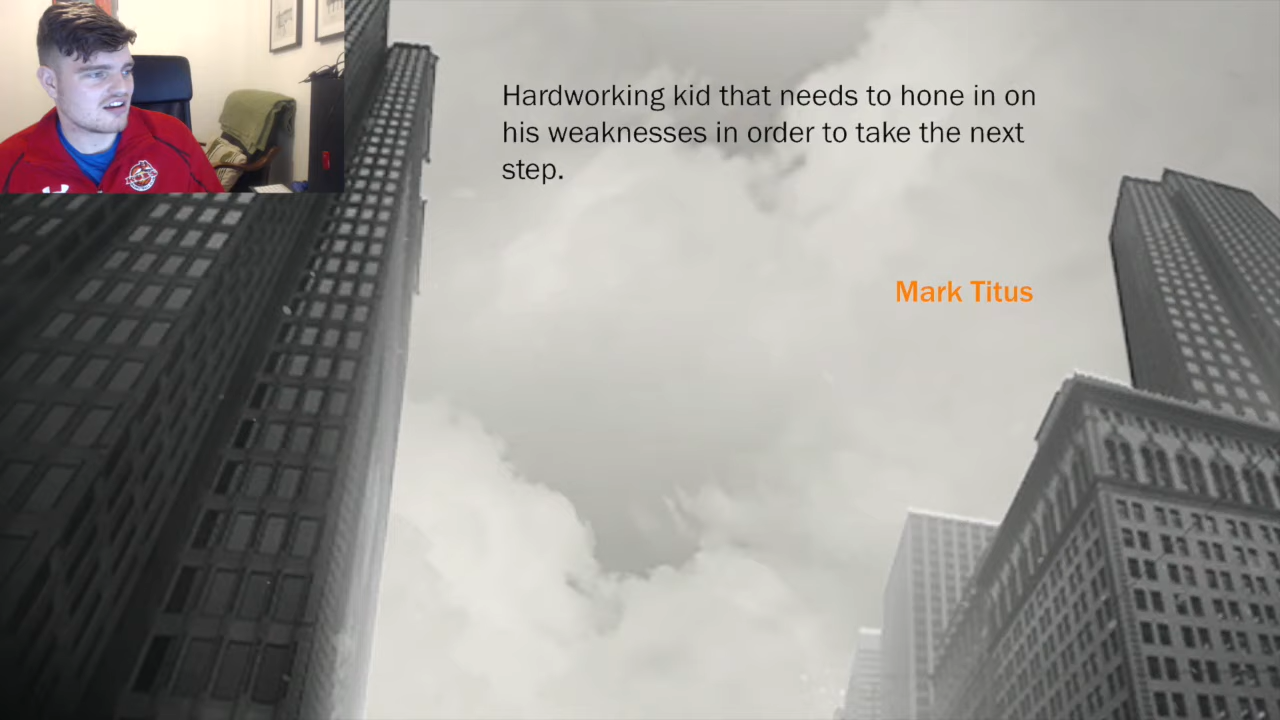 Hardworking kid that needs to hone in on
his weaknesses in order to take the next
step.
Mark Titus